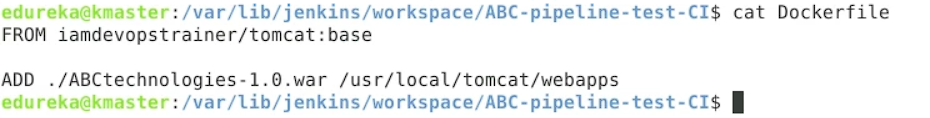 edureka@kmaster:/var/lib/jenkins/workspace/ABC-pipeline-test-CI$ cat Dockerfile
FROM iamdevopstrainer/tomcat:base
ADD ./ABCtechnologies-1.0.war /usr/local/tomcat/webapps
edureka@kmaster:/var/lib/jenkins/workspace/ABC-pipeline-test-CI$